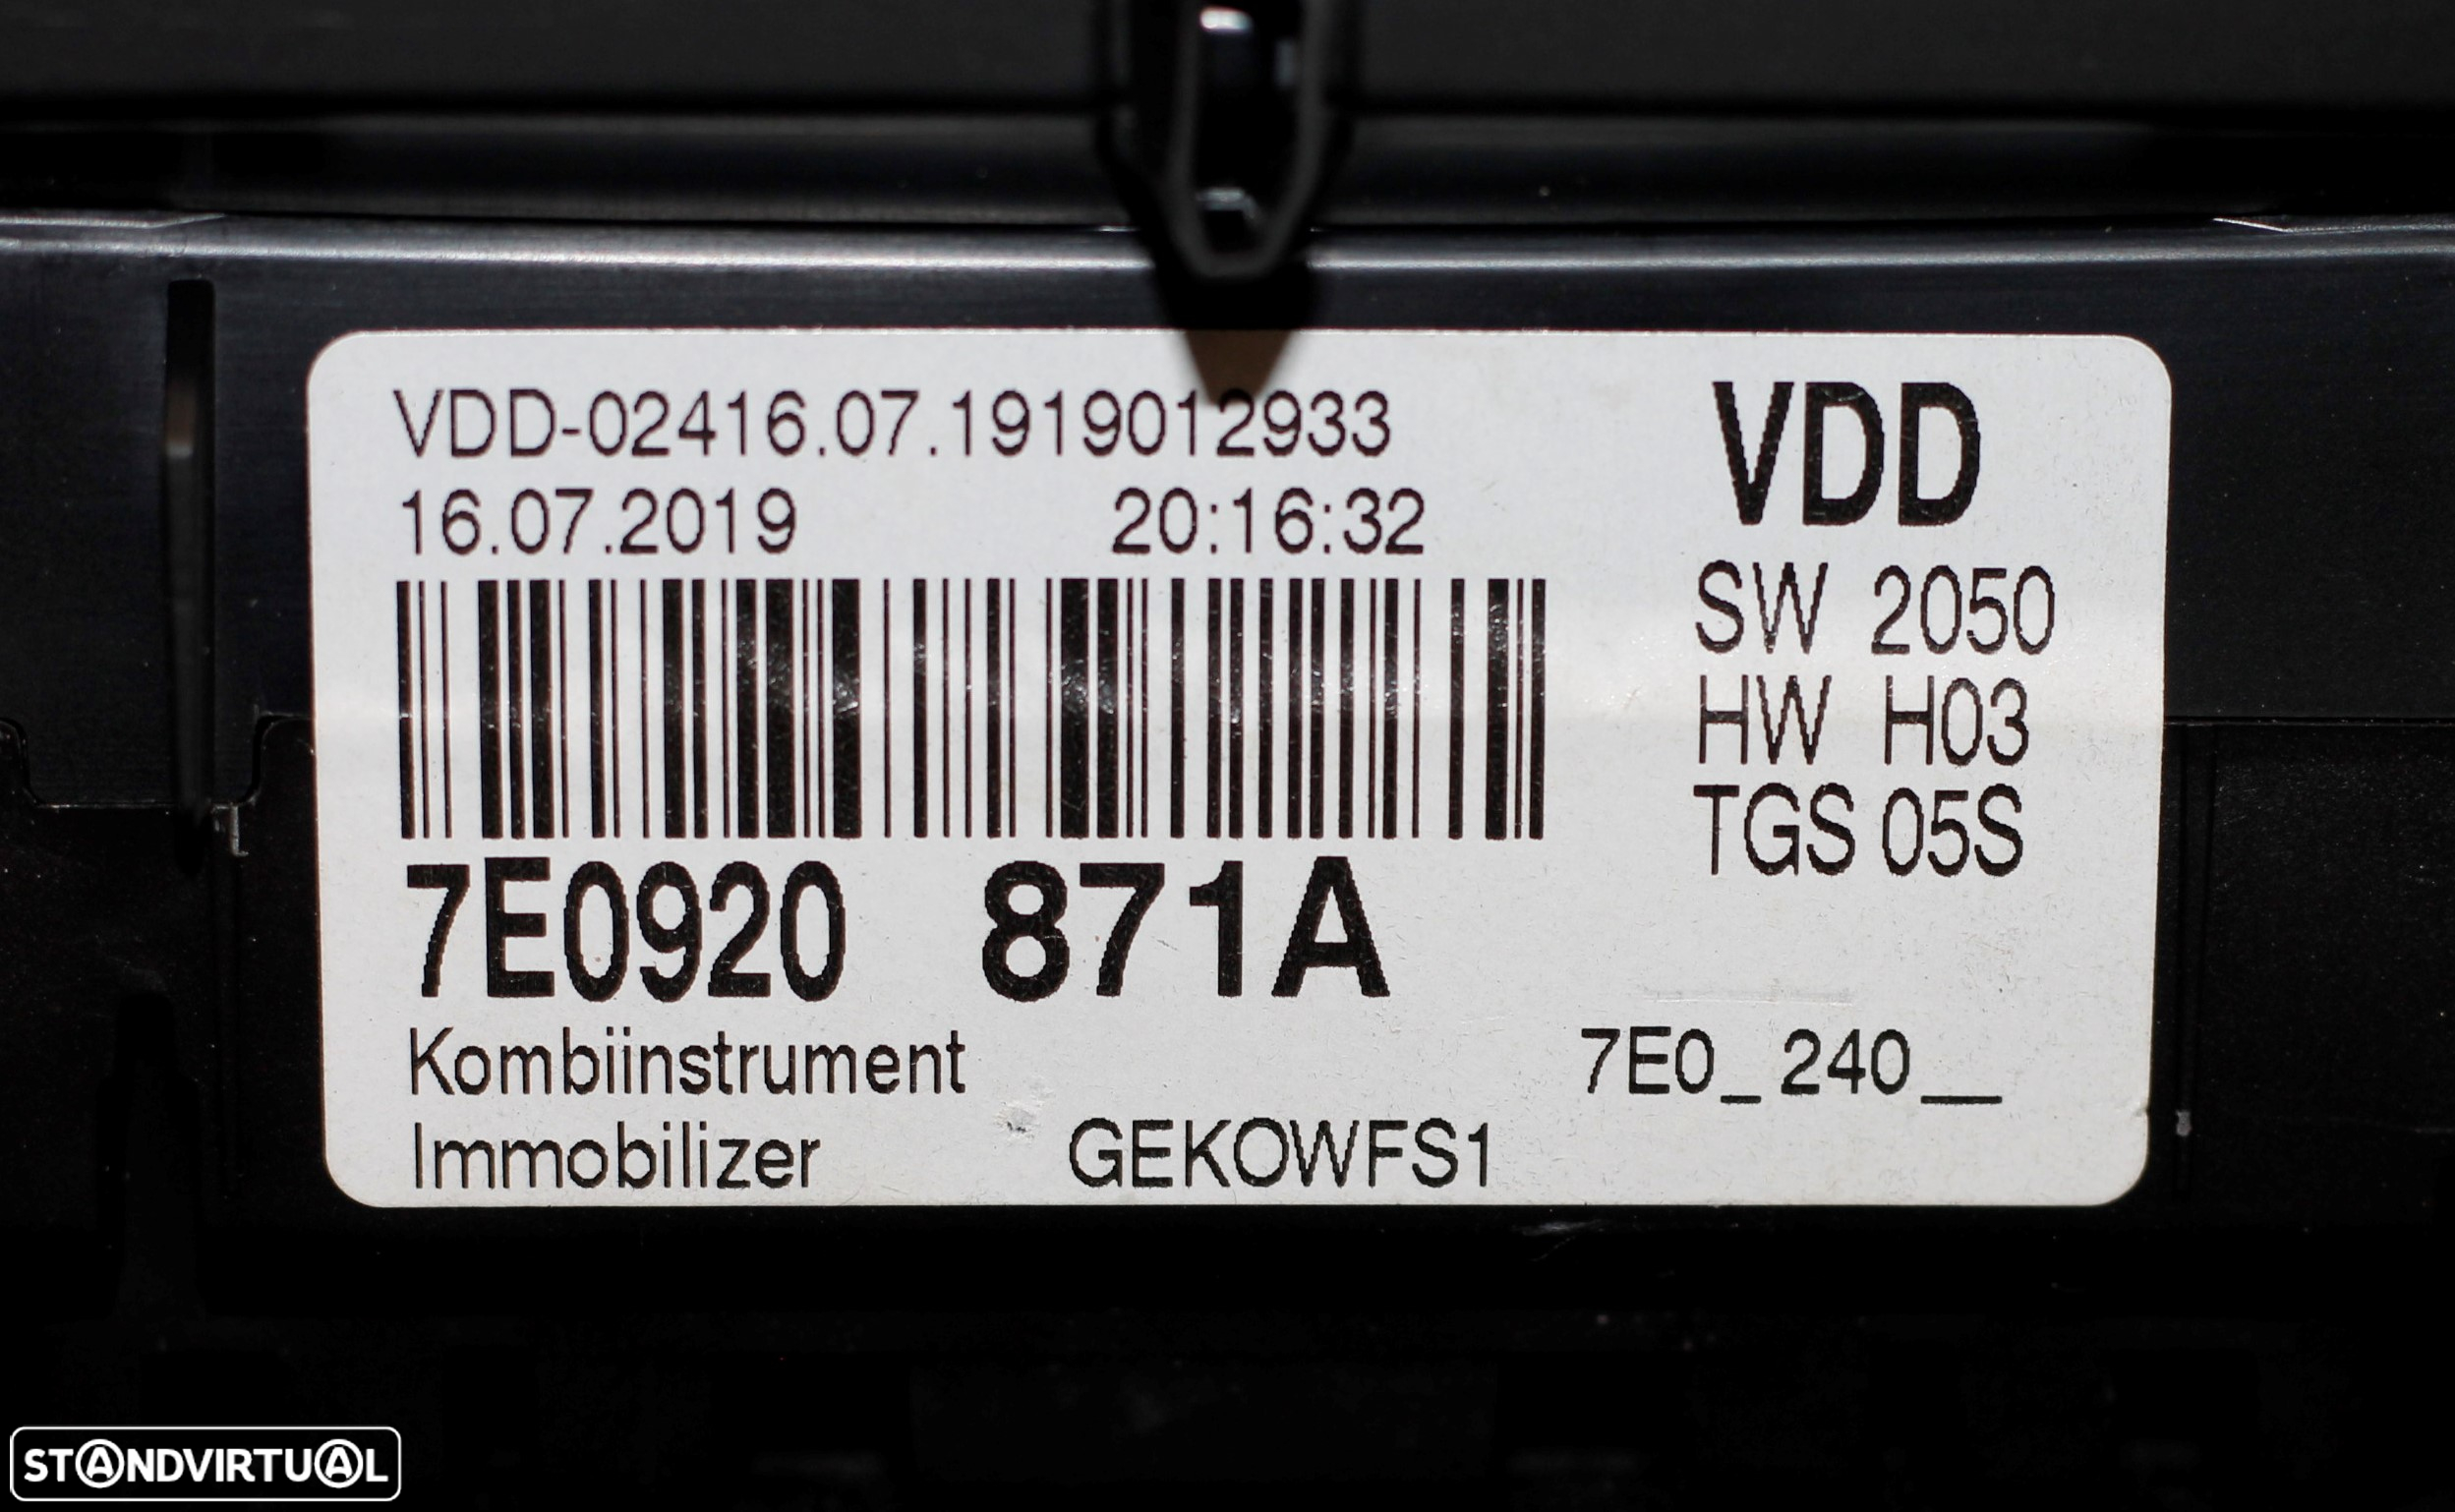 VDD-02416.07.1919012933
16.07.2019 20:16:32
VDD
SW 2050
HW H03
TGS 05S
7E0920 871A
Kombiinstrument 7E0_240__
Immobilizer GEKOWFS1
STANDVIRTUAL